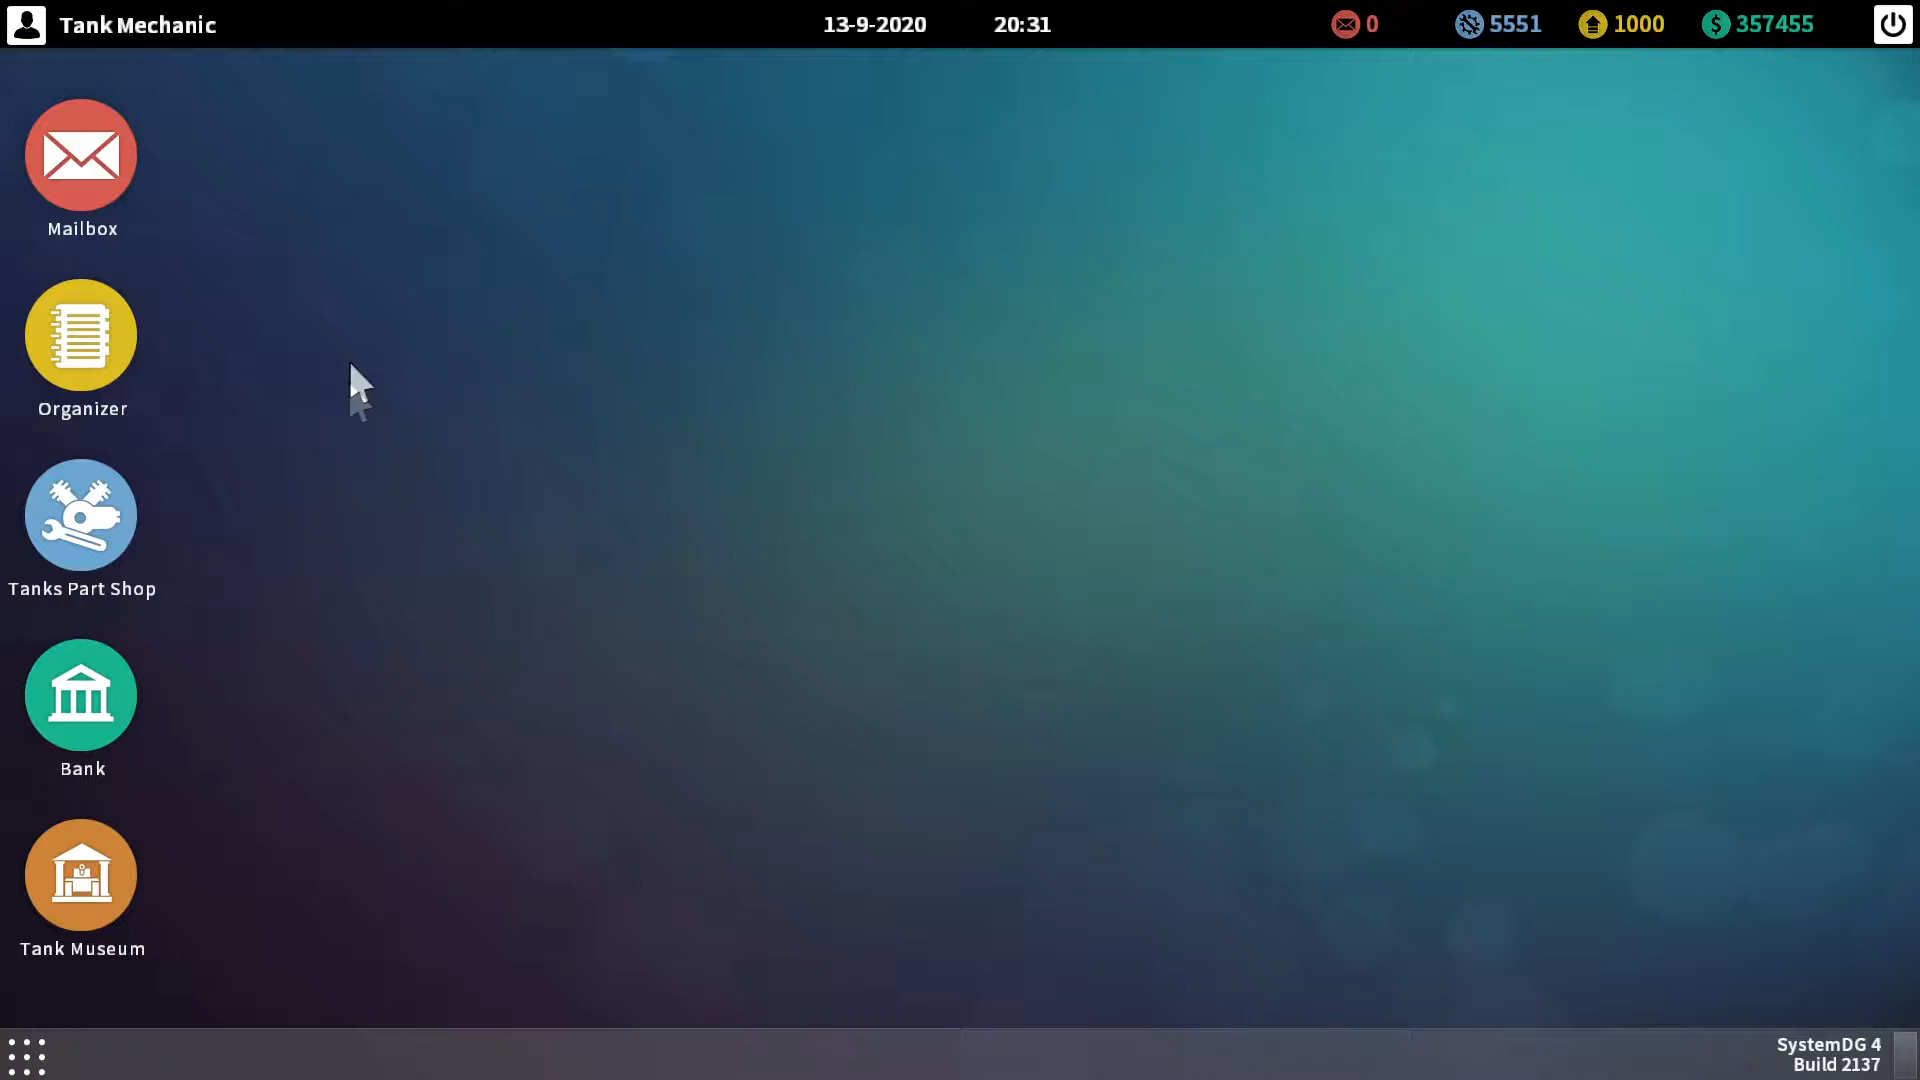 Tank Mechanic 13-9-2020 20:31 0 5551 1000 357455
Mailbox
Organizer
Tanks Part Shop
Bank
Tank Museum
SystemDG 4
Build 2137